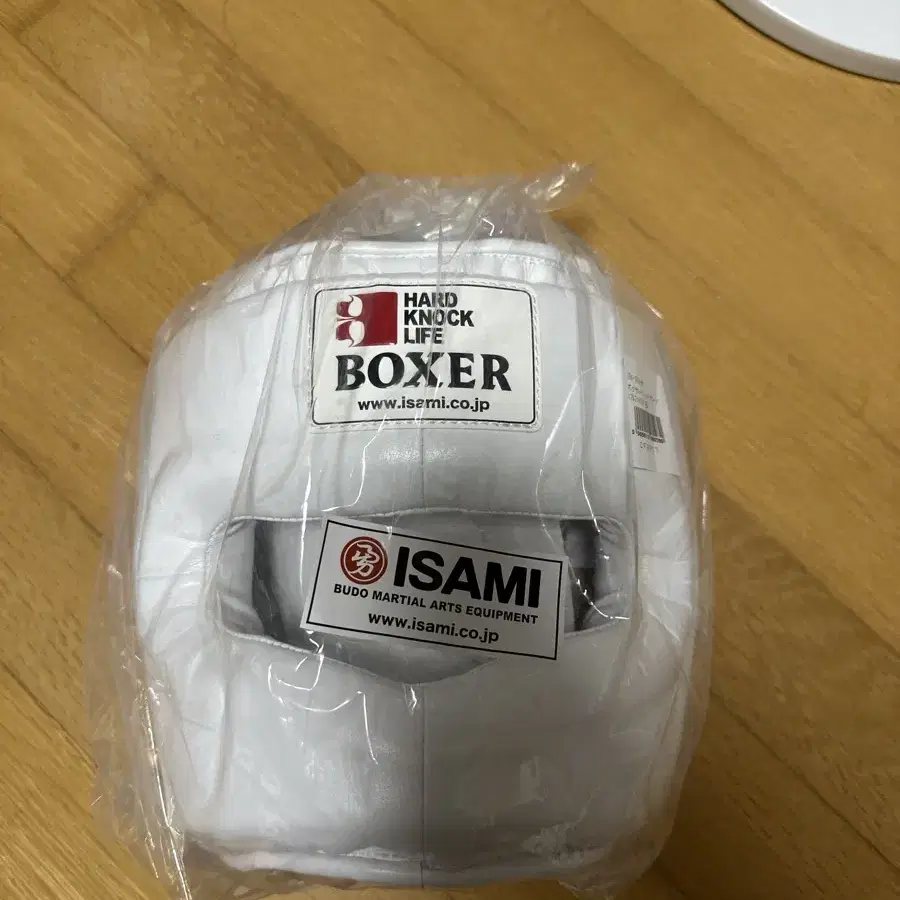 HARD
KNOCK
LIFE
BOXER
www.isami.co.jp
ISAMI
BUDO MARTIAL ARTS EQUIPMENT
www.isami.co.jp